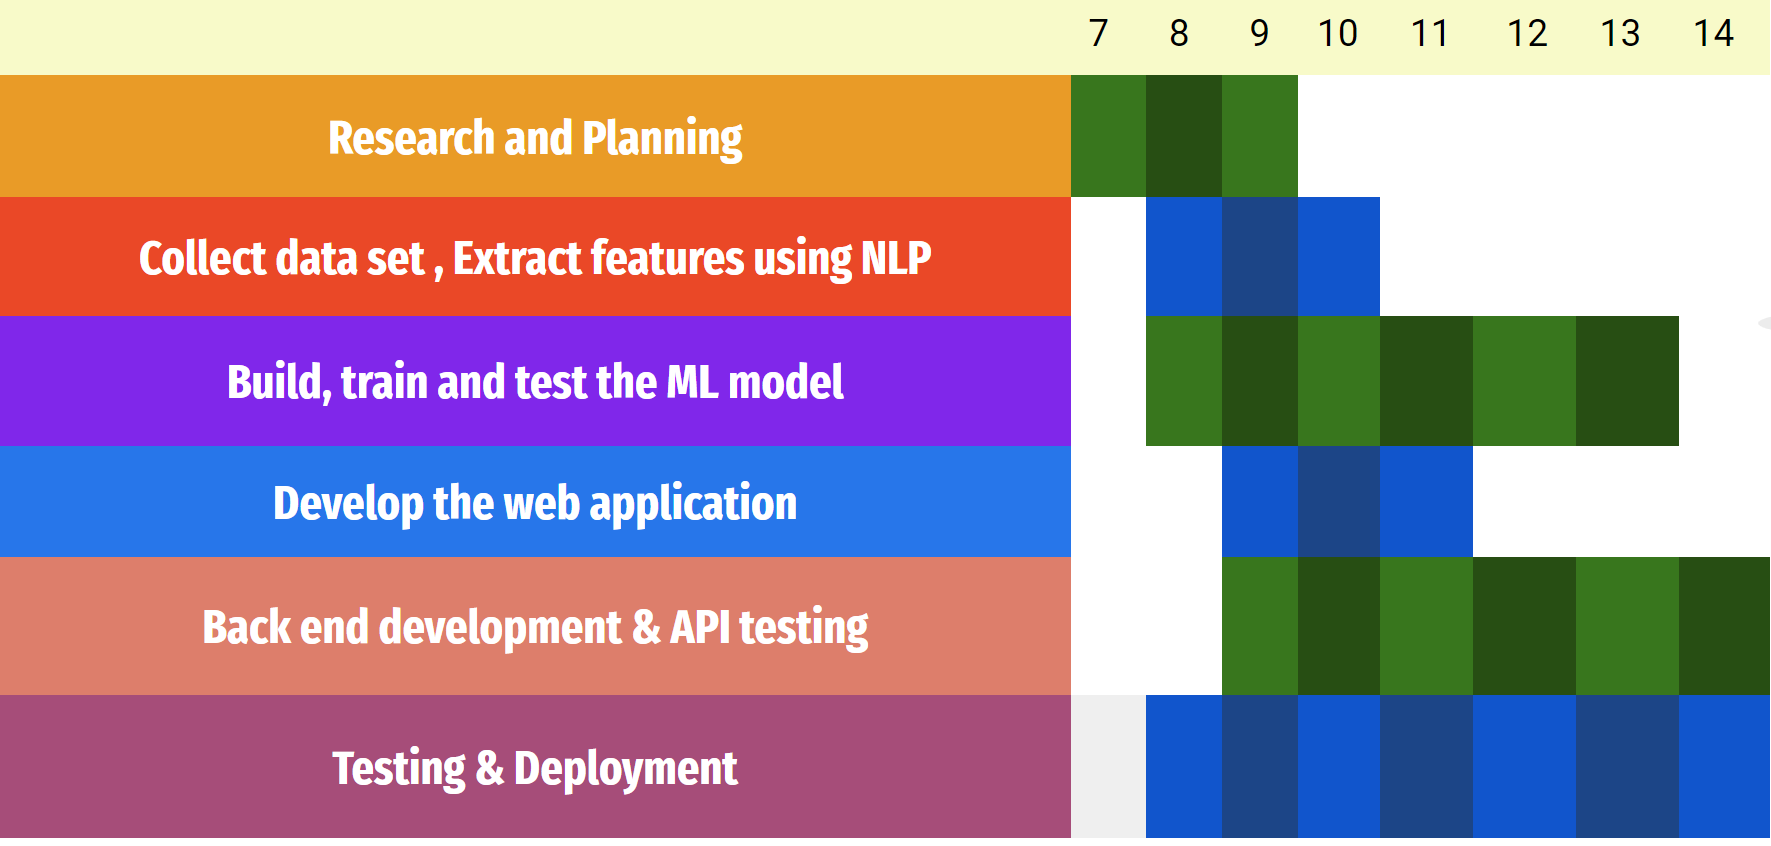 7 8 9 10 11 12 13 14
Research and Planning
Collect data set , Extract features using NLP
Build, train and test the ML model
Develop the web application
Back end development & API testing
Testing & Deployment